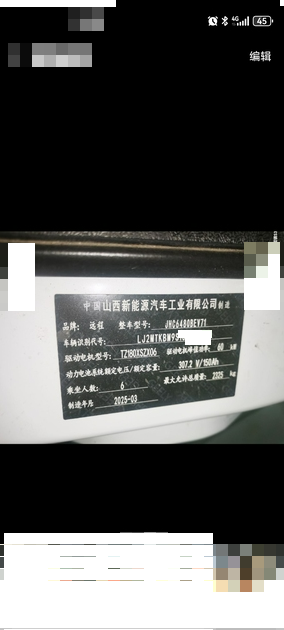 4G 45
编辑
中国山西新能源汽车工业有限公司制造
品牌: 远程 整车型号: JHC6480BEV71
车辆识别代号: LJ2MTKBW9S
驱动电机型号: TZ180XSZX06 驱动电机峰值功率: 60 kW
动力电池系统额定电压/额定容量: 307.2 V/150Ah
乘坐人数: 6 最大允许总质量: 2325 kg
制造年月: 2025-03